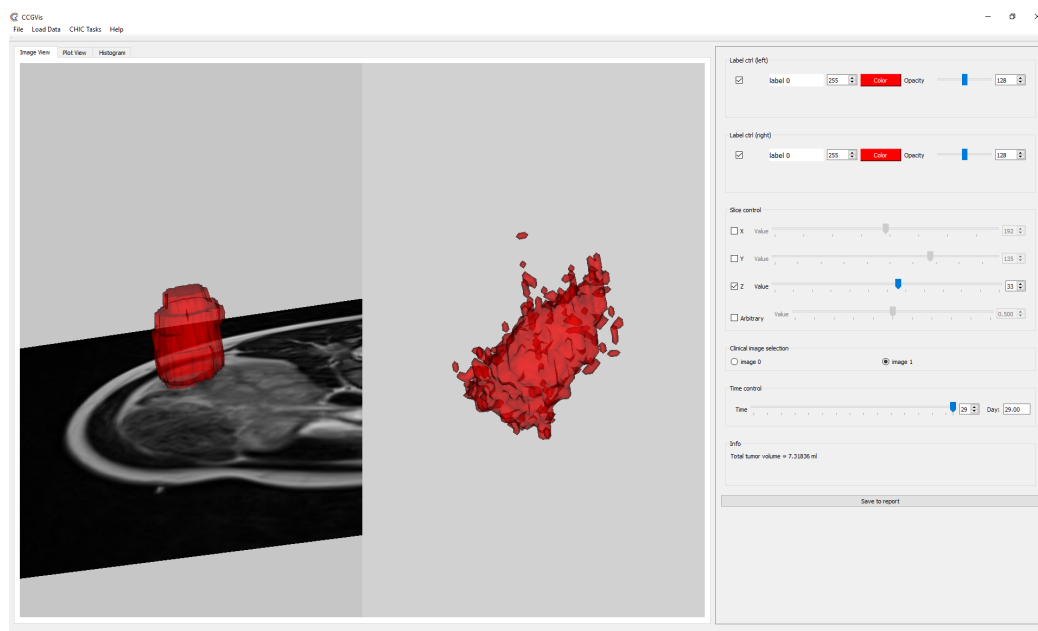 CCGVis
File Load Data CHIC Tasks Help
Image View Plot View Histogram
Label ctrl (left)
label 0 255 Color Opacity 128
Label ctrl (right)
label 0 255 Color Opacity 128
Slice control
X Value 192
Y Value 135
Z Value 33
Arbitrary Value 0.500
Clinical image selection
image 0 image 1
Time control
Time 29 Day: 29.00
Info
Total tumor volume = 7.31836 ml
Save to report